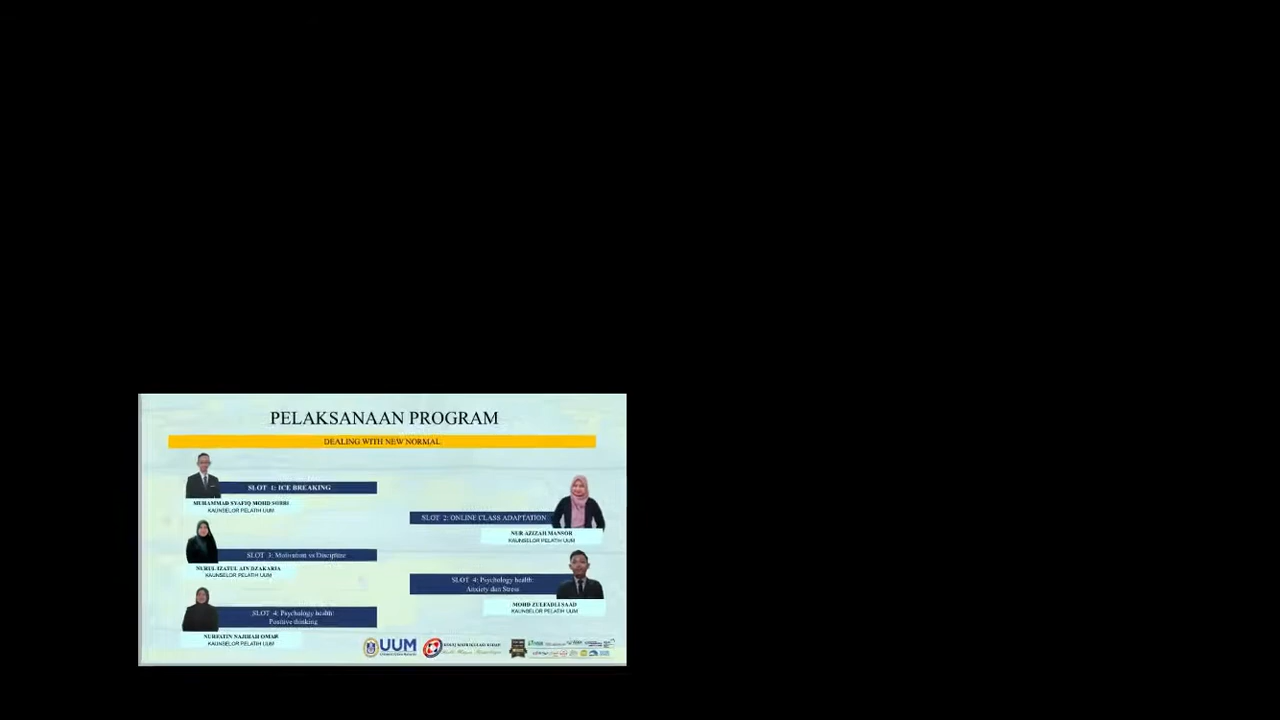 PELAKSANAAN PROGRAM
DEALING WITH NEW NORMAL
SLOT 1: ICE BREAKING
MUHAMMAD SYAFIQ MOHD SOBRI
KAUNSELOR PELATIH UUM
SLOT 2: ONLINE CLASS ADAPTATION
NUR AZIZAH MANSOR
KAUNSELOR PELATIH UUM
SLOT 3: Motivation vs Discipline
NURUL IZATUL AIN DZAKARIA
KAUNSELOR PELATIH UUM
SLOT 4: Psychology health:
Anxiety dan Stress
MOHD ZULFADLI SAAD
KAUNSELOR PELATIH UUM
SLOT 4: Psychology health:
Positive thinking
NURFATIN NAJIHAH OMAR
KAUNSELOR PELATIH UUM
UUM